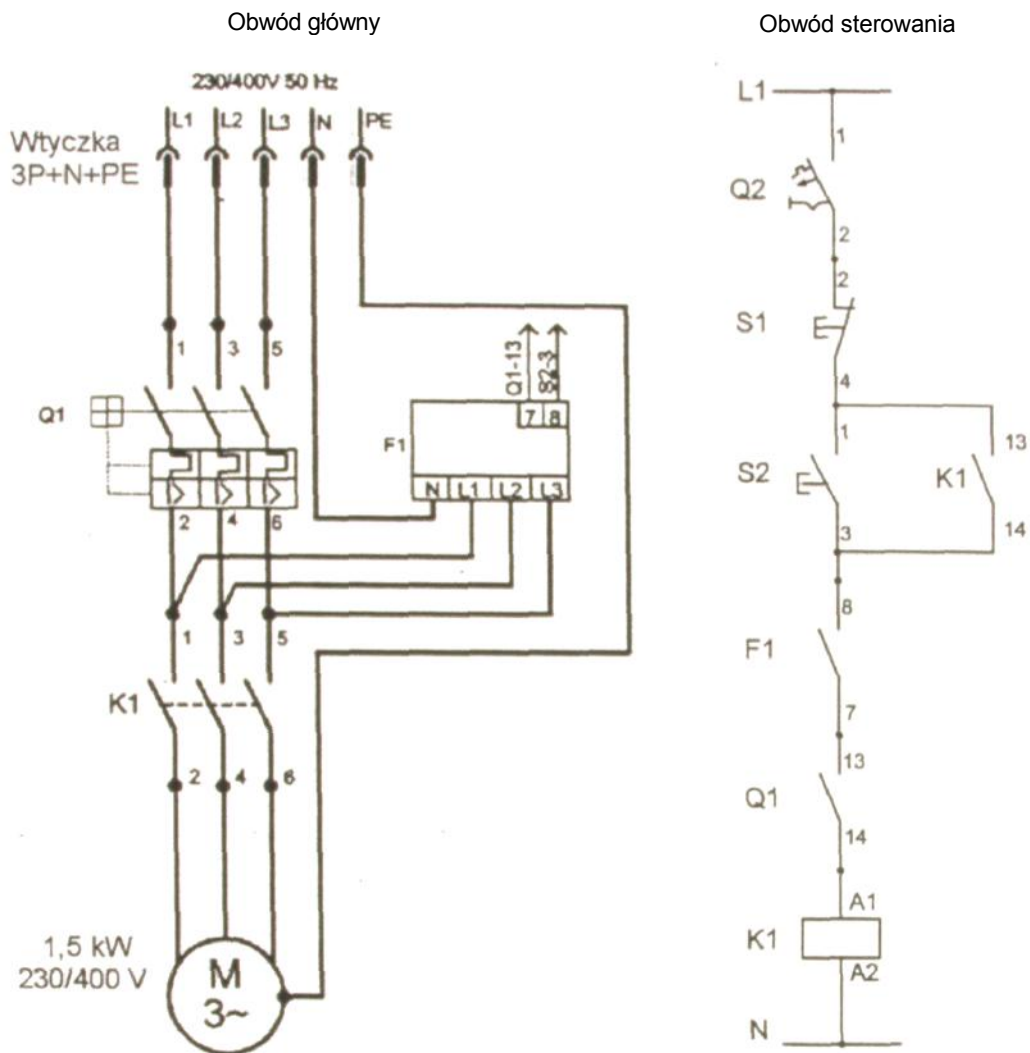 Obwód główny
230/400V 50 Hz
L1 L2 L3 N PE
Wtyczka
3P+N+PE
1 3 5
Q1
Q1-13
S2-3
7 8
F1
N L1 L2 L3
2 4 6
1 3 5
K1
2 4 6
1,5 kW
230/400 V
M
3~
Obwód sterowania
L1
1
Q2
2
2
S1
4
1
13
S2
K1
3
14
8
F1
7
13
Q1
14
A1
K1
A2
N